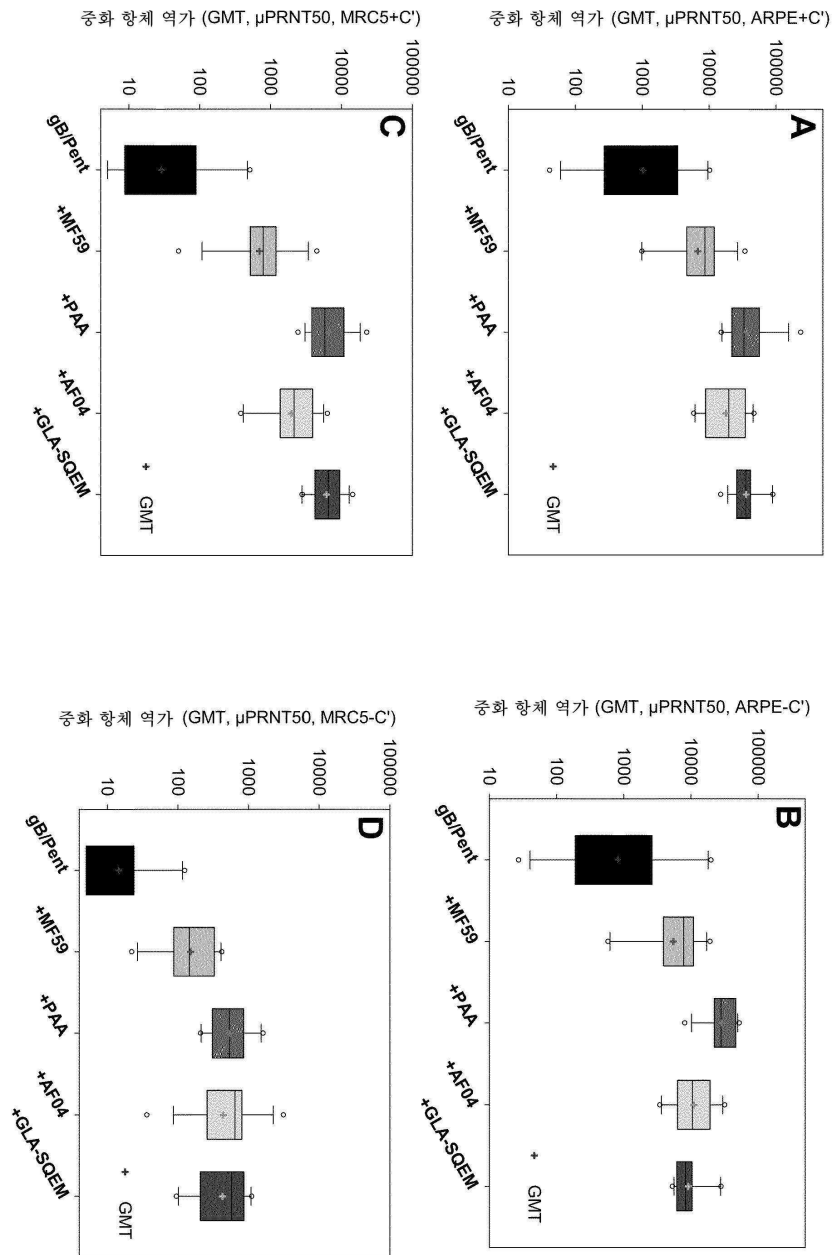 A
중화 항체 역가 (GMT, µPRNT50, ARPE+C')
100000
10000
1000
100
10
gB/Pent
+MF59
+PAA
+AF04
+GLA-SQEM
+ GMT
B
중화 항체 역가 (GMT, µPRNT50, ARPE-C')
100000
10000
1000
100
10
gB/Pent
+MF59
+PAA
+AF04
+GLA-SQEM
+ GMT
C
중화 항체 역가 (GMT, µPRNT50, MRC5+C')
100000
10000
1000
100
10
gB/Pent
+MF59
+PAA
+AF04
+GLA-SQEM
+ GMT
D
중화 항체 역가 (GMT, µPRNT50, MRC5-C')
100000
10000
1000
100
10
gB/Pent
+MF59
+PAA
+AF04
+GLA-SQEM
+ GMT